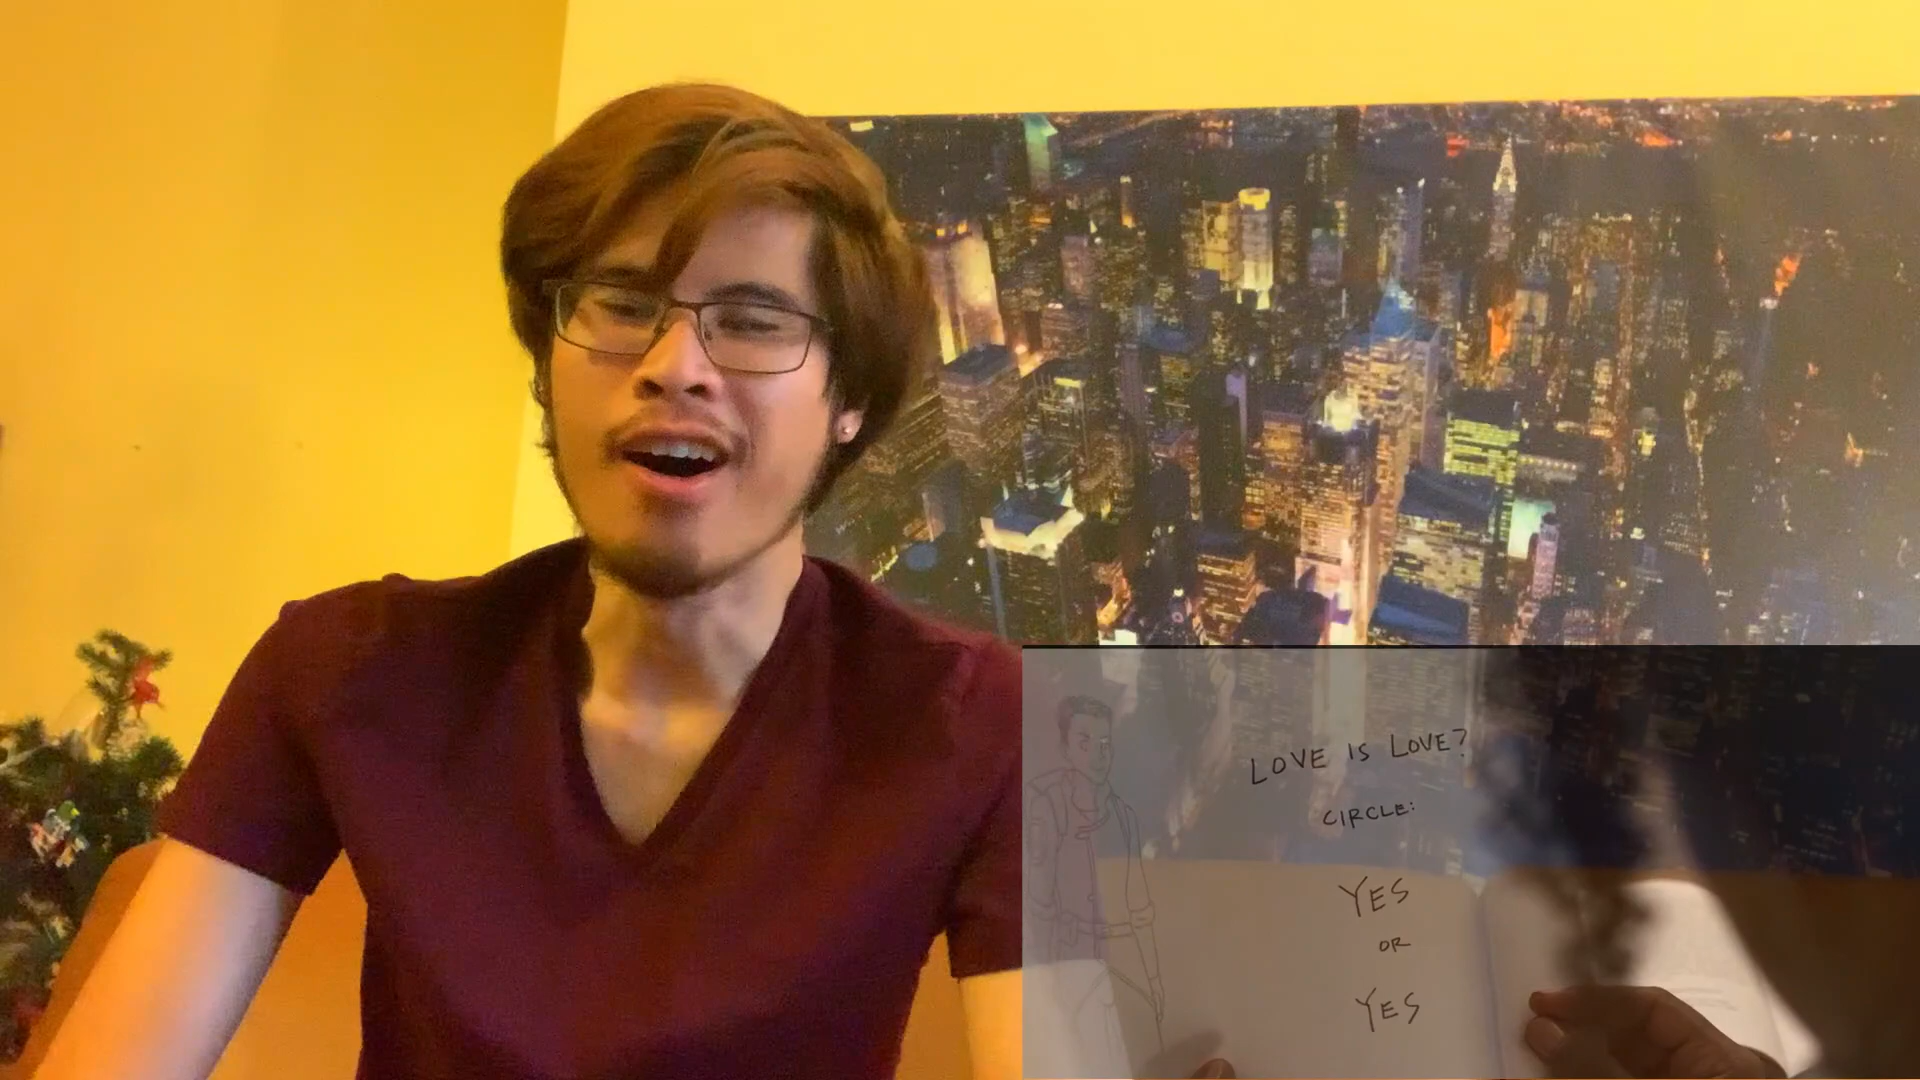 LOVE IS LOVE?
CIRCLE:
YES
OR
YES